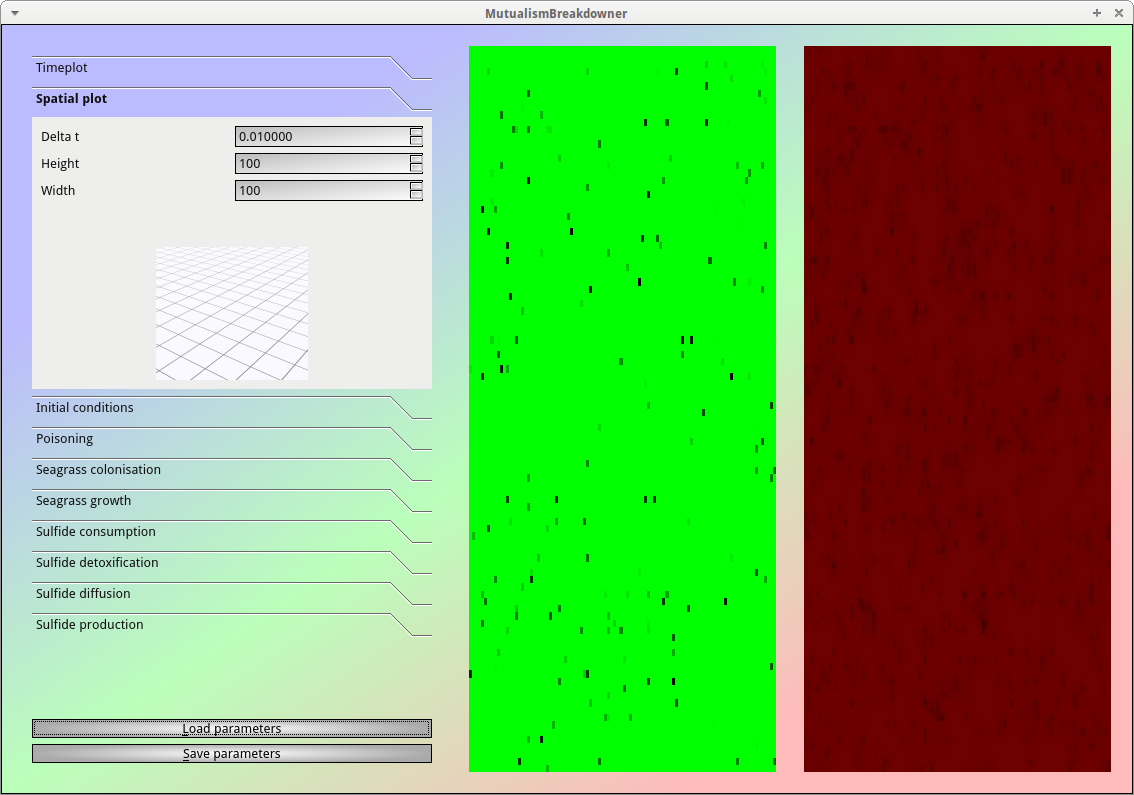 MutualismBreakdowner
Timeplot
Spatial plot
Delta t 0.010000
Height 100
Width 100
Initial conditions
Poisoning
Seagrass colonisation
Seagrass growth
Sulfide consumption
Sulfide detoxification
Sulfide diffusion
Sulfide production
Load parameters
Save parameters